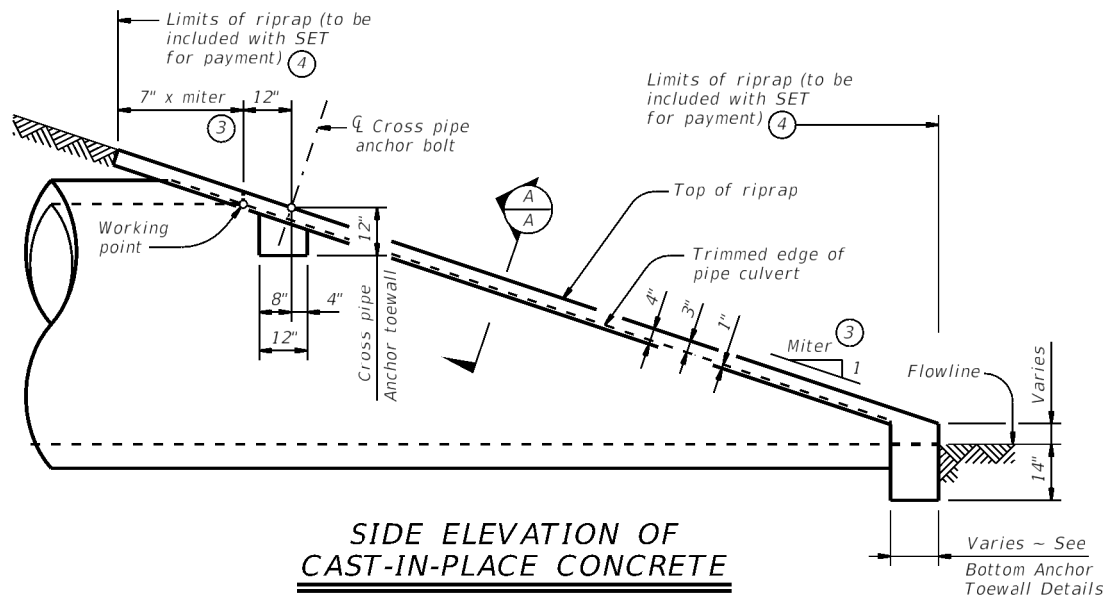 Limits of riprap (to be
included with SET
for payment) 4
7" x miter
12"
3
℄ Cross pipe
anchor bolt
Limits of riprap (to be
included with SET
for payment) 4
A
A
Top of riprap
Working
point
12"
Trimmed edge of
pipe culvert
8"
4"
12"
Cross pipe
Anchor toewall
4"
3"
1"
Miter 3
1
Flowline
Varies
14"
SIDE ELEVATION OF
CAST-IN-PLACE CONCRETE
Varies ~ See
Bottom Anchor
Toewall Details